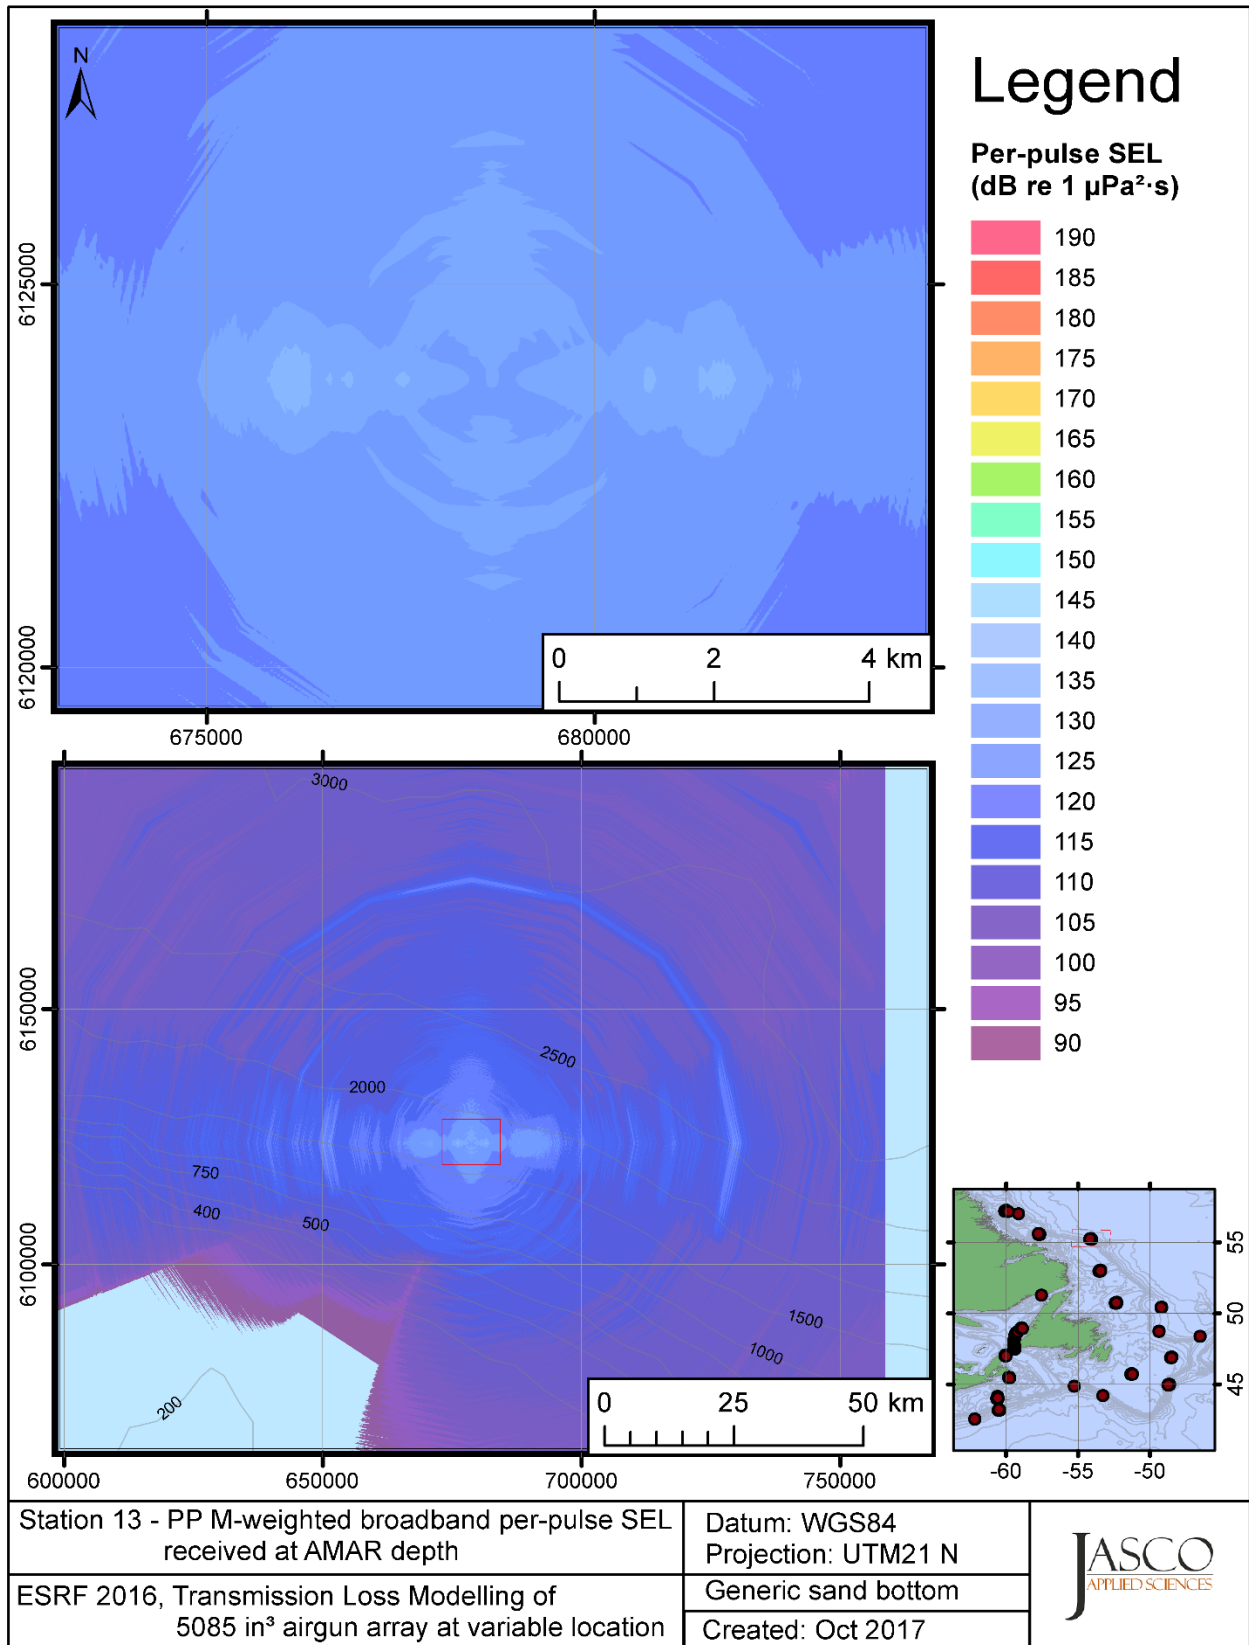 N
6125000
6120000
0 2 4 km
675000 680000
Legend
Per-pulse SEL
(dB re 1 µPa²·s)
190
185
180
175
170
165
160
155
150
145
140
135
130
125
120
115
110
105
100
95
90
3000
6150000
2500
2000
750
400
500
6100000
1500
1000
200
0 25 50 km
600000 650000 700000 750000
55
50
45
-60 -55 -50
Station 13 - PP M-weighted broadband per-pulse SEL
received at AMAR depth
ESRF 2016, Transmission Loss Modelling of
5085 in³ airgun array at variable location
Datum: WGS84
Projection: UTM21 N
Generic sand bottom
Created: Oct 2017
JASCO
APPLIED SCIENCES